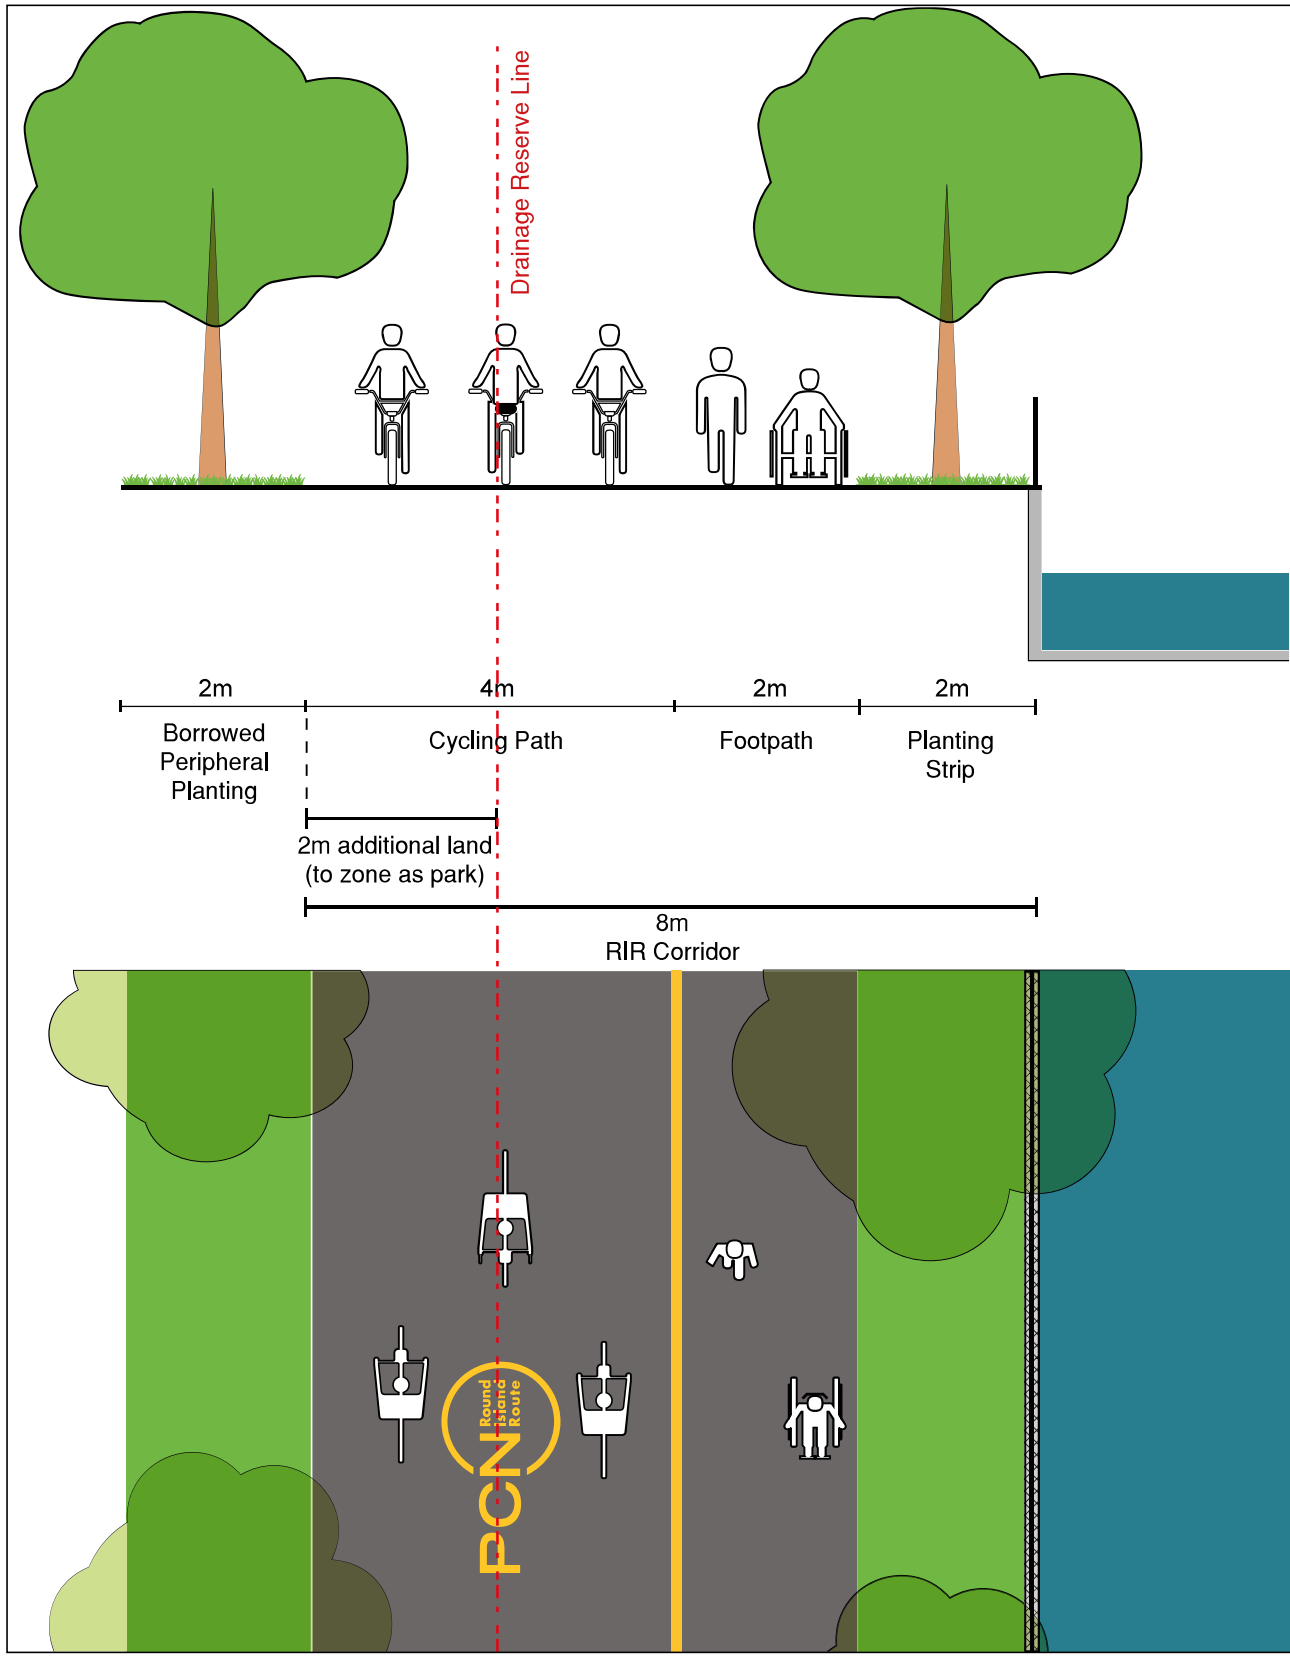 Drainage Reserve Line
2m
4m
2m
2m
Borrowed
Peripheral
Planting
Cycling Path
Footpath
Planting
Strip
2m additional land
(to zone as park)
8m
RIR Corridor
PCN
Round
island
Route